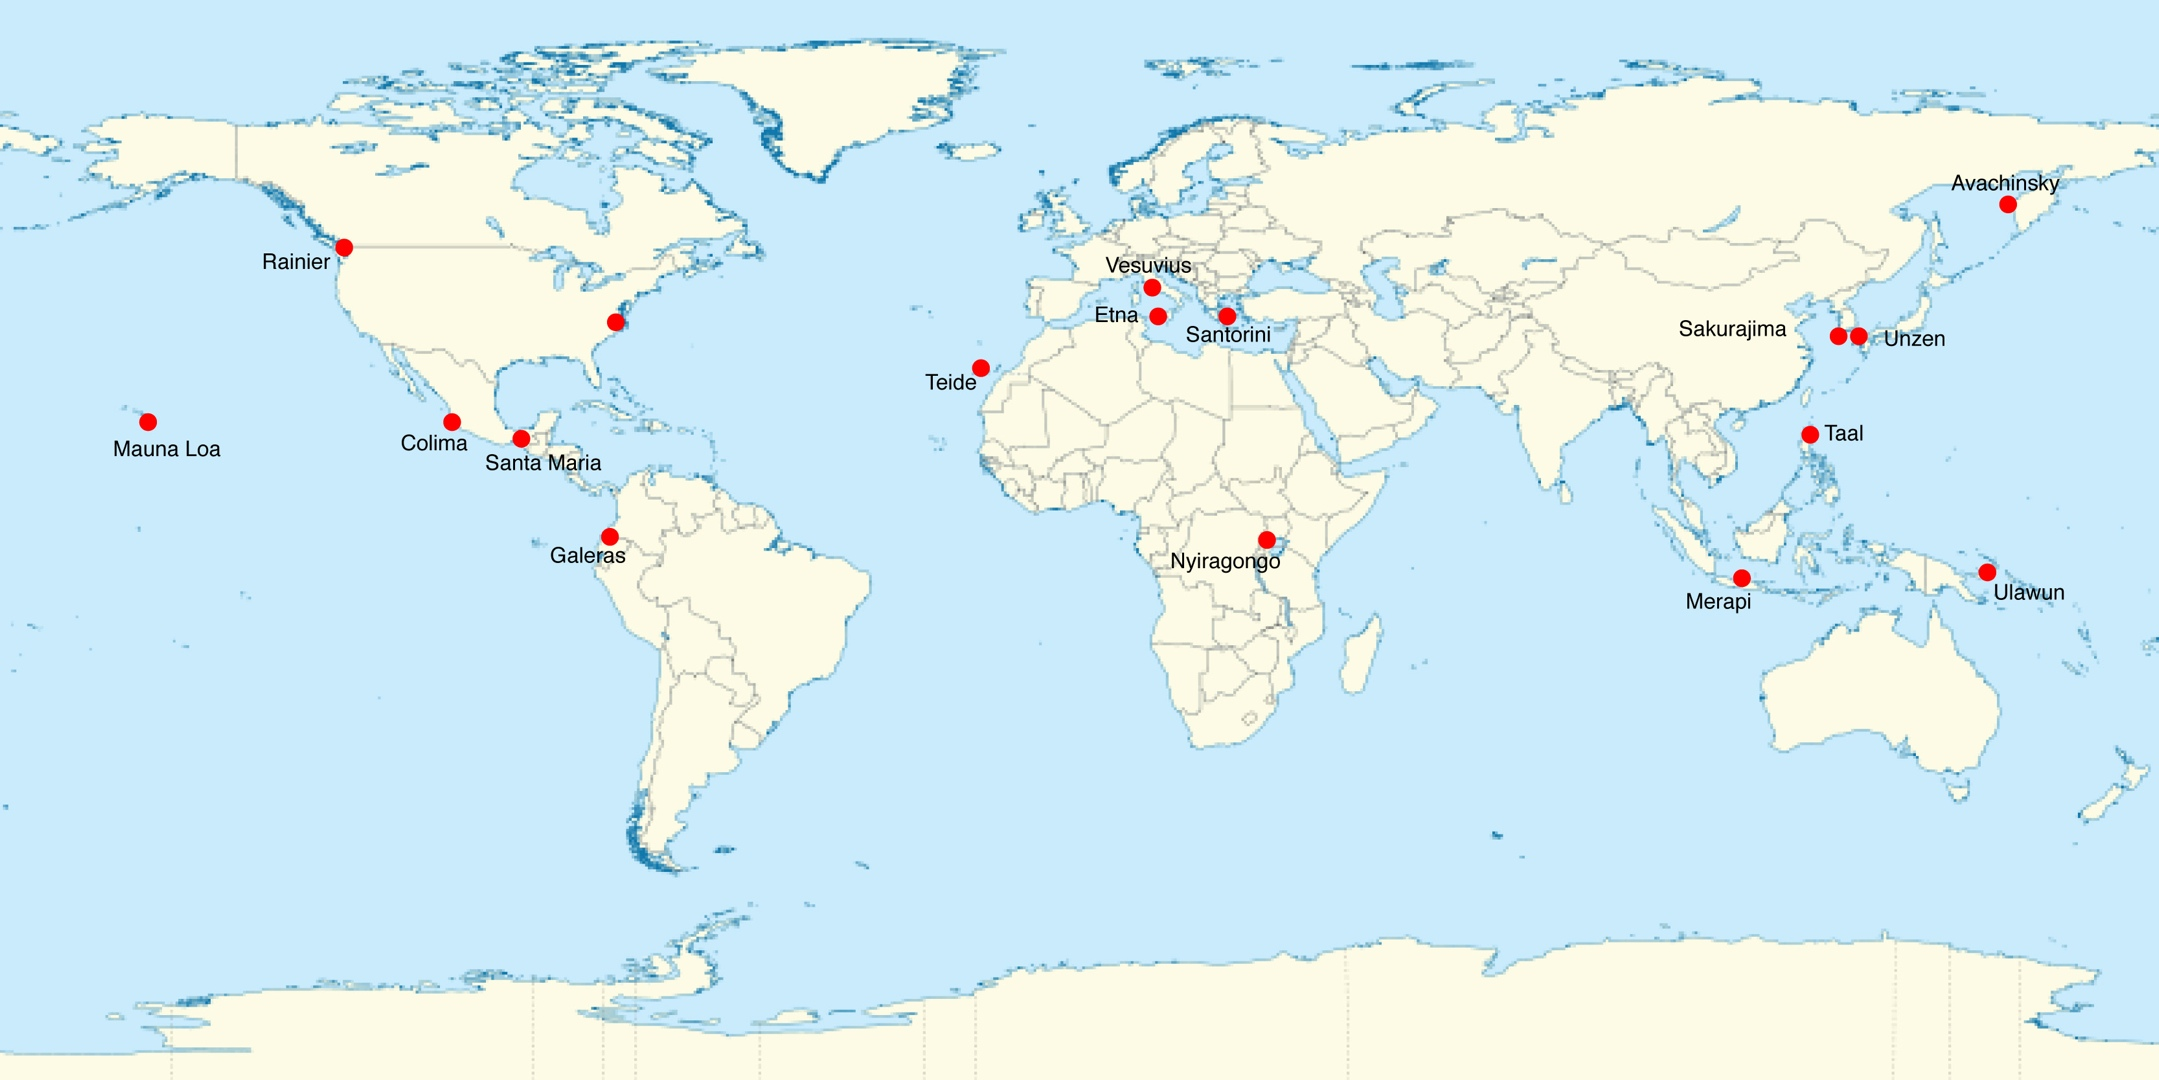 Avachinsky
Rainier
Vesuvius
Etna
Santorini
Sakurajima
Unzen
Teide
Mauna Loa
Colima
Santa Maria
Taal
Galeras
Nyiragongo
Merapi
Ulawun